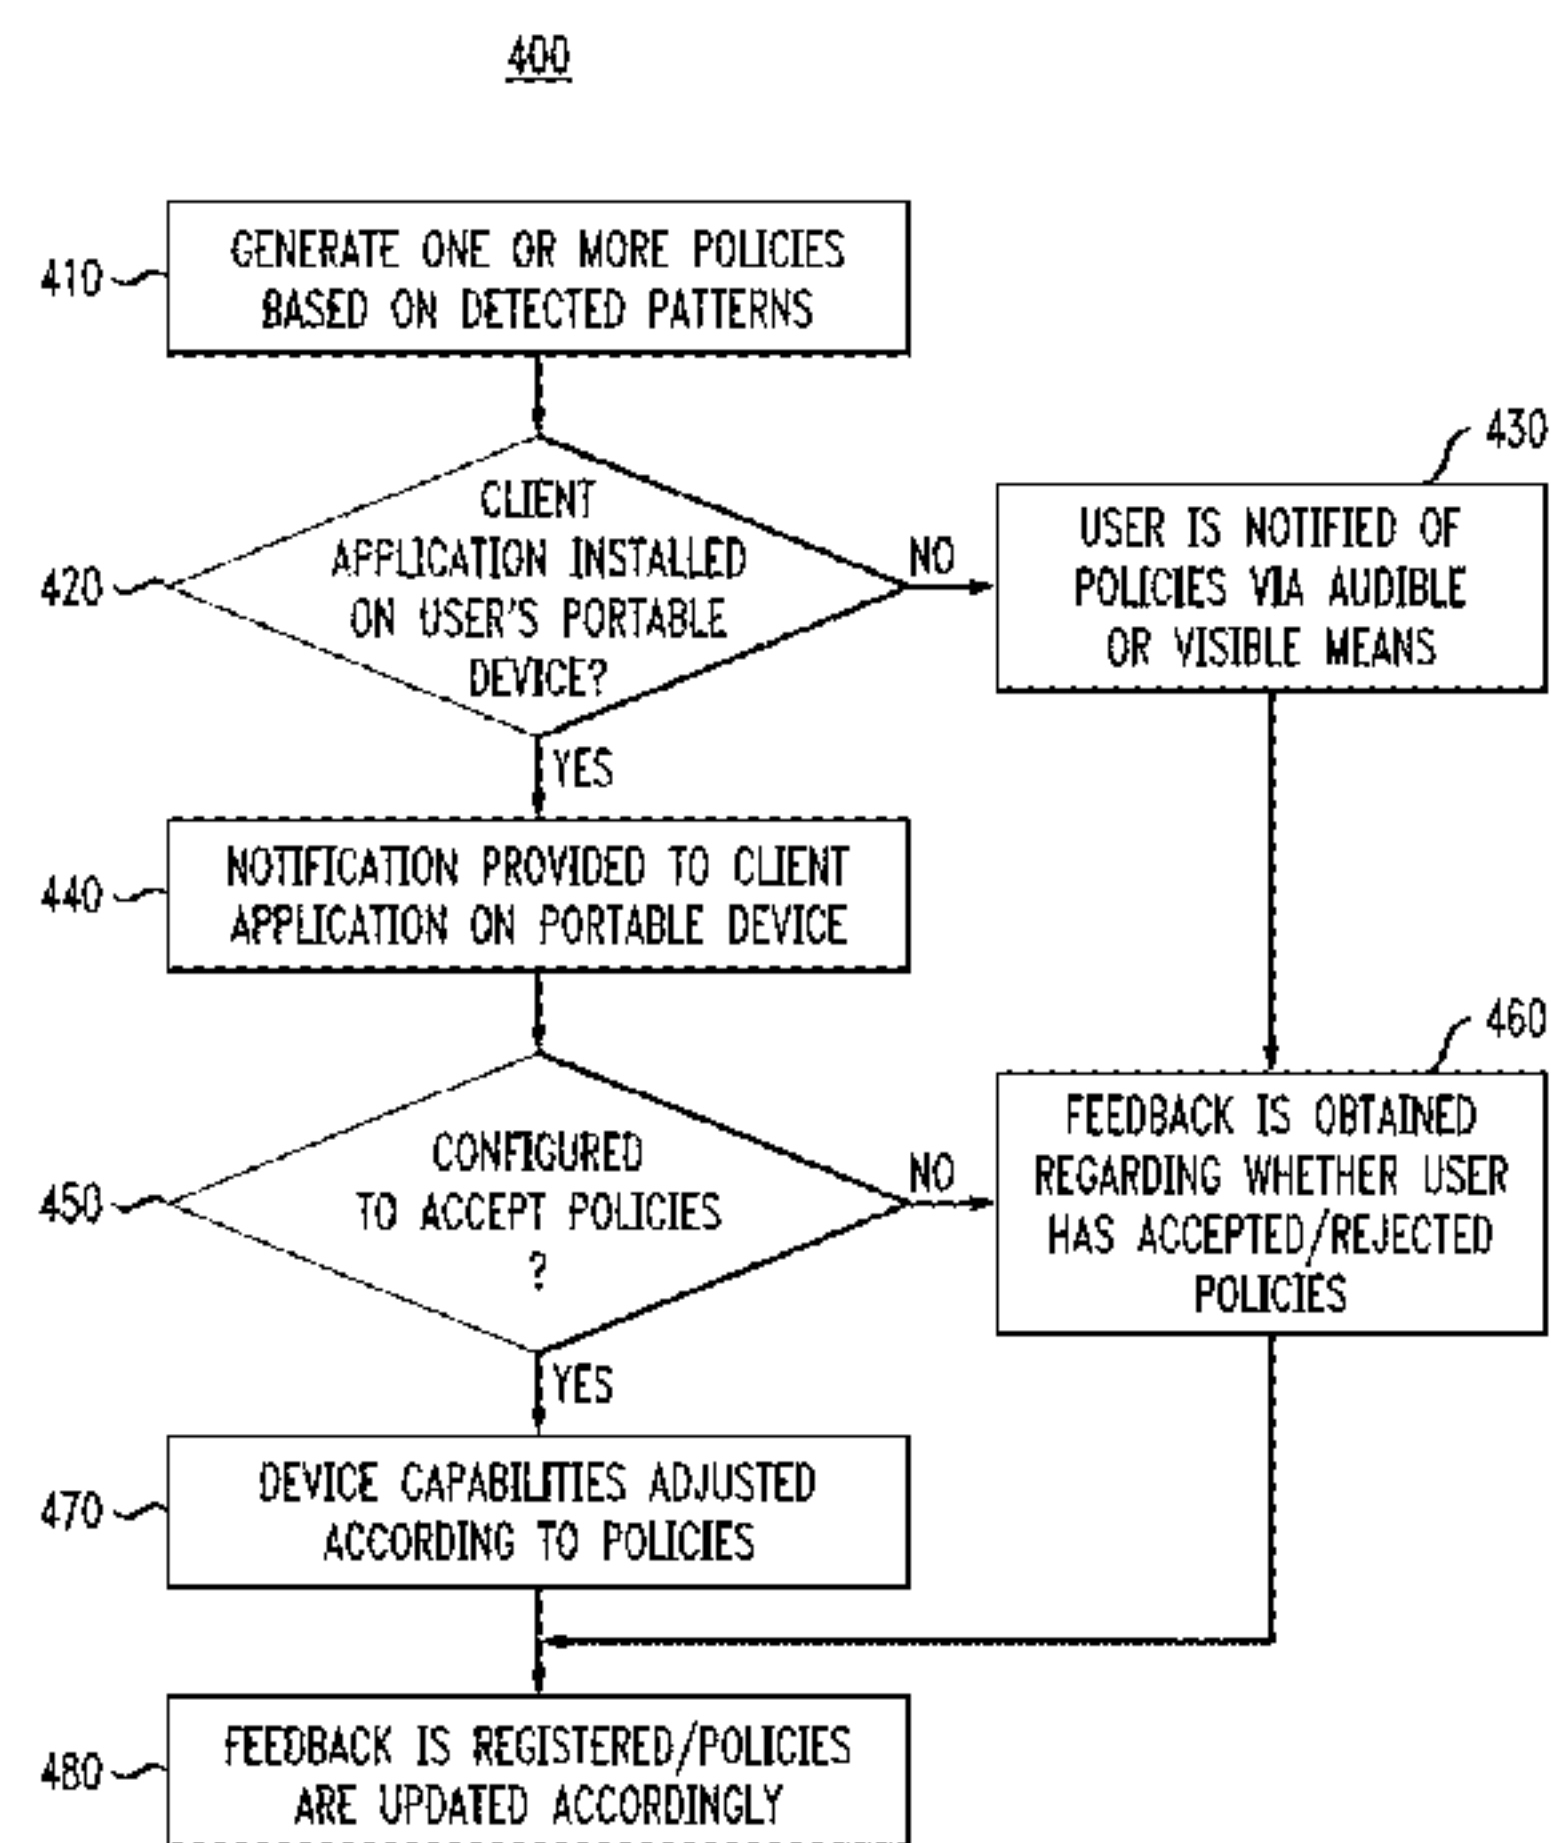 400
410
GENERATE ONE OR MORE POLICIES
BASED ON DETECTED PATTERNS
420
CLIENT
APPLICATION INSTALLED
ON USER'S PORTABLE
DEVICE?
NO
YES
430
USER IS NOTIFIED OF
POLICIES VIA AUDIBLE
OR VISIBLE MEANS
440
NOTIFICATION PROVIDED TO CLIENT
APPLICATION ON PORTABLE DEVICE
450
CONFIGURED
TO ACCEPT POLICIES
?
NO
YES
460
FEEDBACK IS OBTAINED
REGARDING WHETHER USER
HAS ACCEPTED/REJECTED
POLICIES
470
DEVICE CAPABILITIES ADJUSTED
ACCORDING TO POLICIES
480
FEEDBACK IS REGISTERED/POLICIES
ARE UPDATED ACCORDINGLY